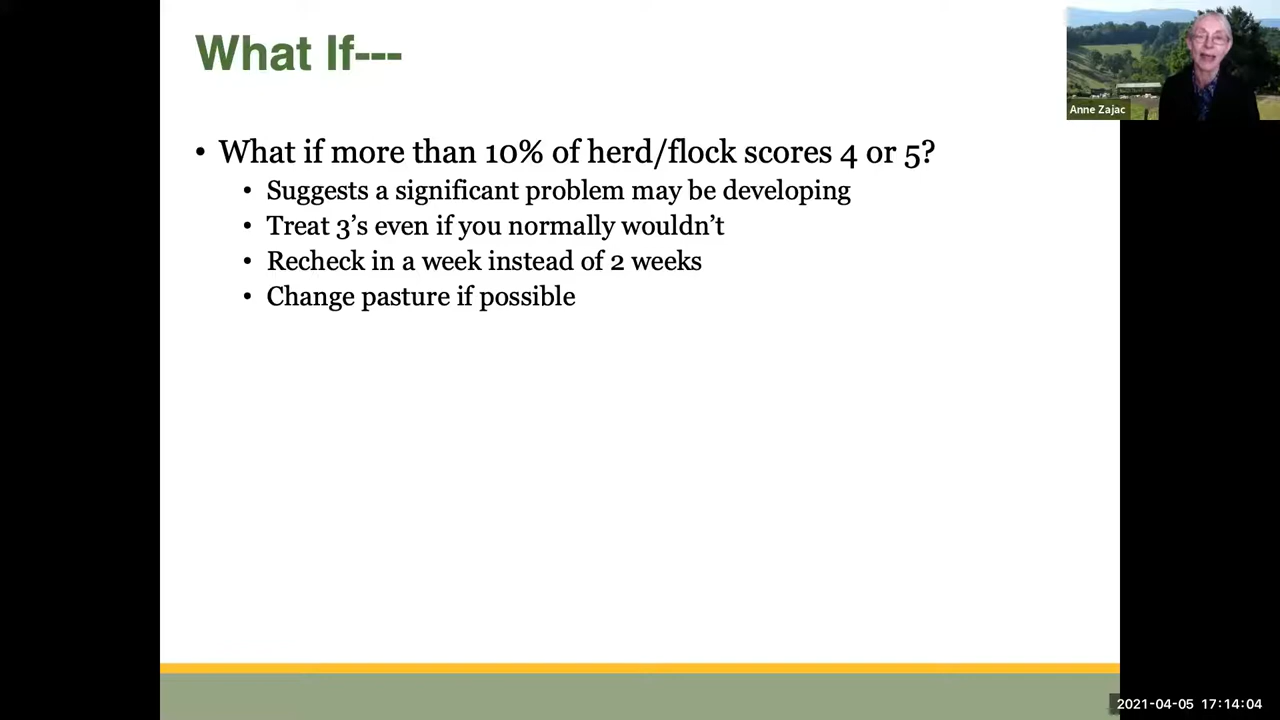 What If---
Anne Zajac
• What if more than 10% of herd/flock scores 4 or 5?
• Suggests a significant problem may be developing
• Treat 3’s even if you normally wouldn’t
• Recheck in a week instead of 2 weeks
• Change pasture if possible
2021-04-05 17:14:04